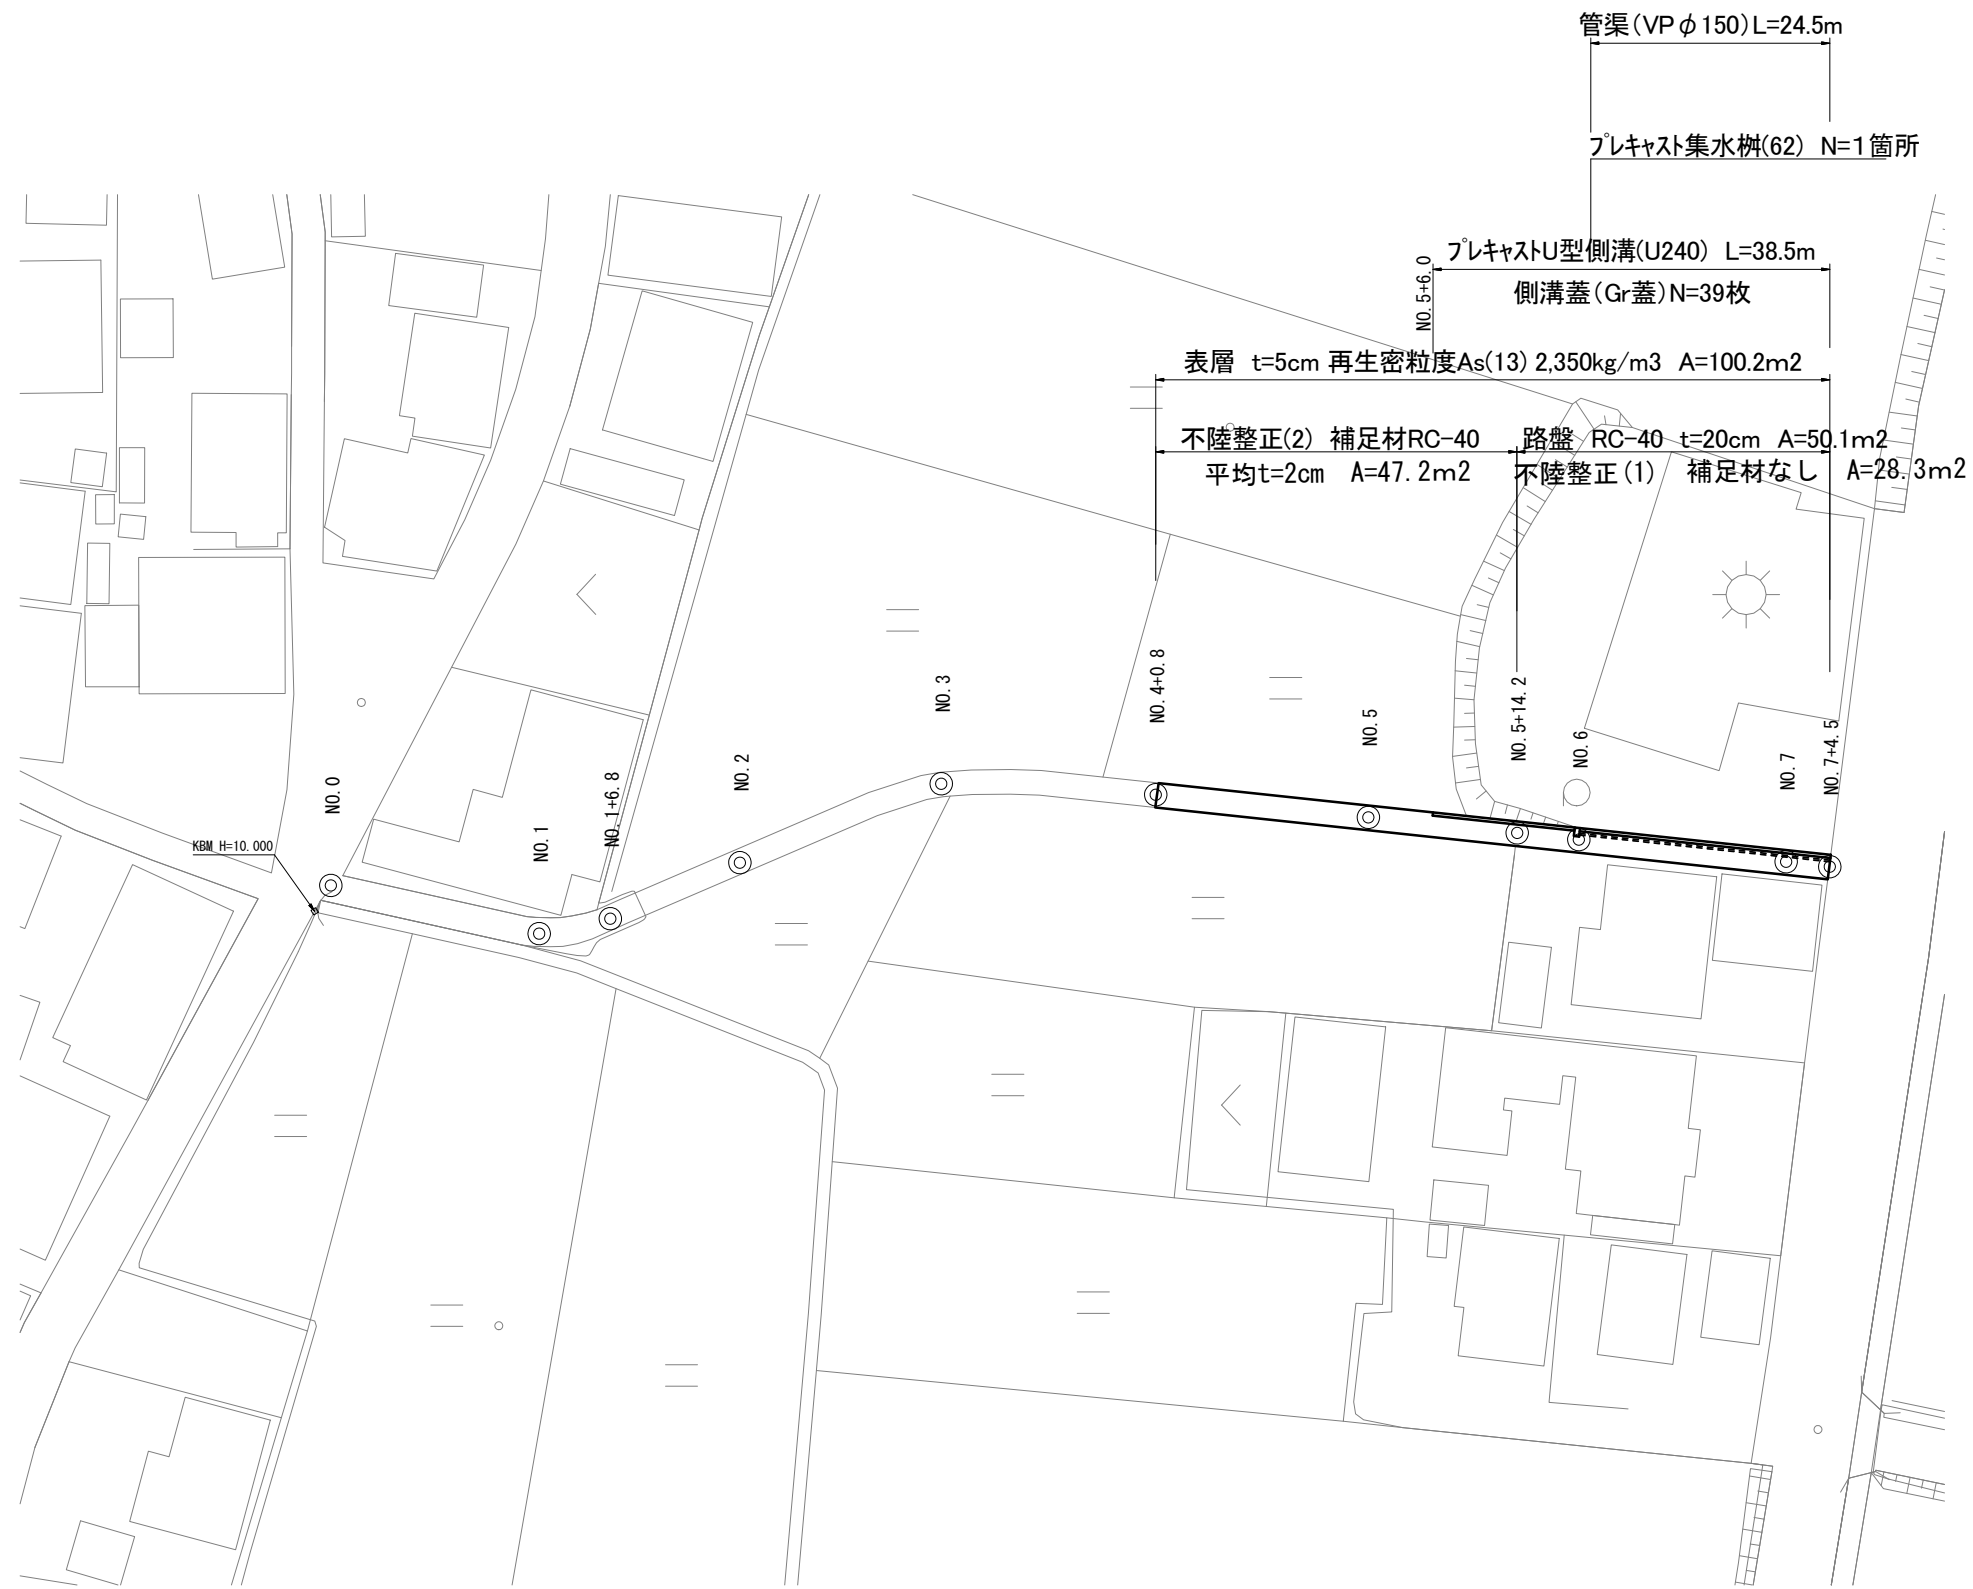 管渠(VPφ150)L=24.5m
プレキャスト集水桝(62) N=1箇所
プレキャストU型側溝(U240) L=38.5m
NO.5+6.0
側溝蓋(Gr蓋)N=39枚
表層 t=5cm 再生密粒度As(13) 2,350kg/m3 A=100.2m2
不陸整正(2) 補足材RC-40
路盤 RC-40 t=20cm A=50.1m2
平均t=2cm A=47.2m2
不陸整正(1) 補足材なし A=28.3m2
NO.0
NO.1
NO.1+6.8
NO.2
NO.3
NO.4+0.8
NO.5
NO.5+14.2
NO.6
NO.7
NO.7+4.5
KBM H=10.000